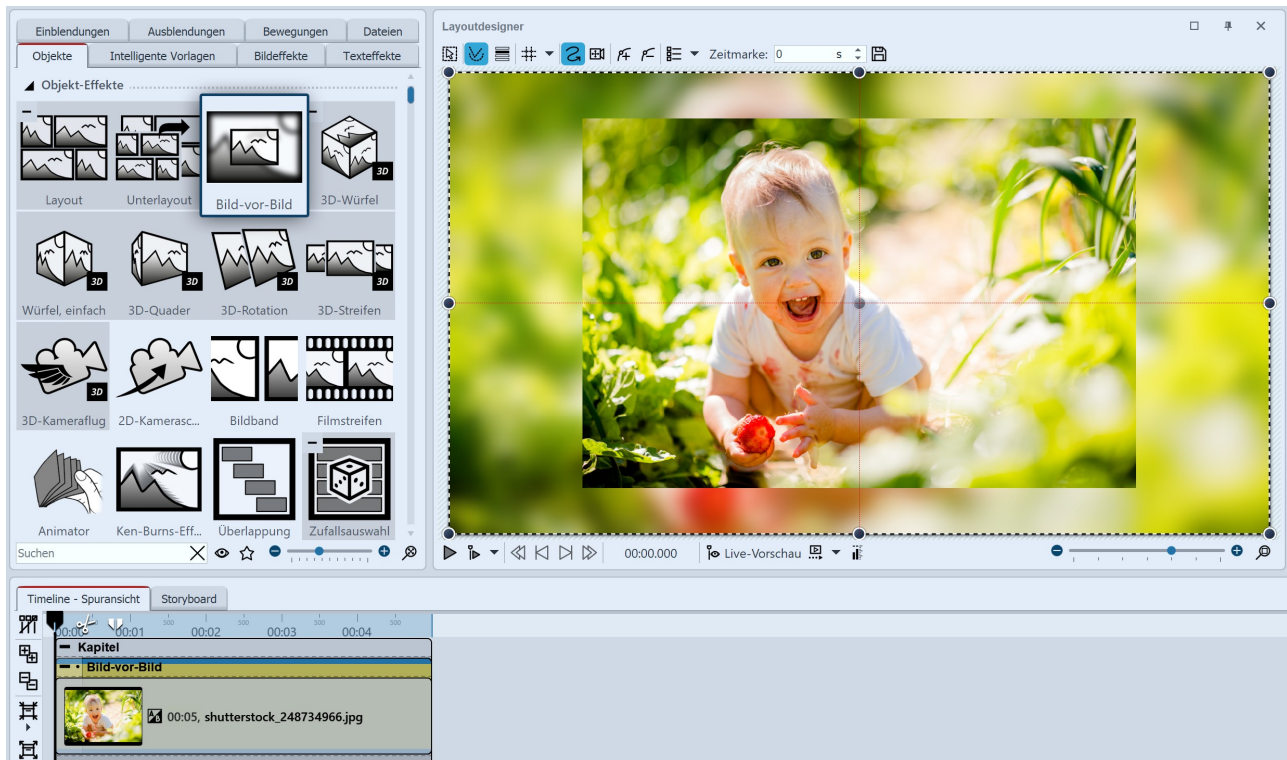 Einblendungen Ausblendungen Bewegungen Dateien
Objekte Intelligente Vorlagen Bildeffekte Texteffekte
Objekt-Effekte
Layout Unterlayout Bild-vor-Bild 3D-Würfel
3D
Würfel, einfach 3D-Quader 3D-Rotation 3D-Streifen
3D 3D 3D 3D
3D-Kameraflug 2D-Kamerasc... Bildband Filmstreifen
3D
Animator Ken-Burns-Eff... Überlappung Zufallsauswahl
Suchen
Layoutdesigner
Zeitmarke: 0 s
00:00.000 Live-Vorschau
Timeline - Spuransicht Storyboard
00:00 00:01 500 00:02 500 00:03 500 00:04 500
Kapitel
Bild-vor-Bild
00:05, shutterstock_248734966.jpg